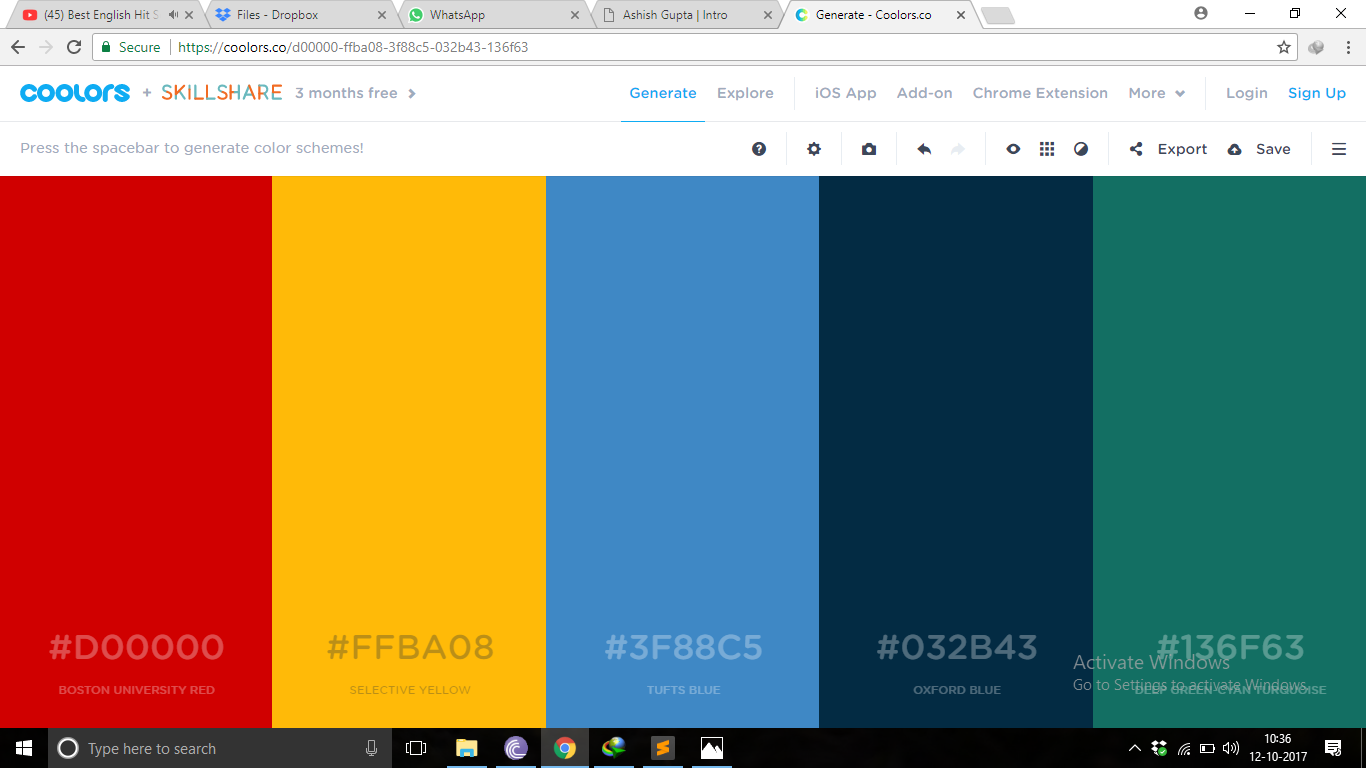 (45) Best English Hit S
Files - Dropbox
WhatsApp
Ashish Gupta | Intro
Generate - Coolors.co
Secure
https://coolors.co/d00000-ffba08-3f88c5-032b43-136f63
coolors + SKILLSHARE 3 months free
Generate Explore iOS App Add-on Chrome Extension More Login Sign Up
Press the spacebar to generate color schemes!
Export Save
#D00000
#FFBA08
#3F88C5
#032B43
#136F63
BOSTON UNIVERSITY RED
SELECTIVE YELLOW
TUFTS BLUE
OXFORD BLUE
DEEP GREEN-CYAN TURQUOISE
Activate Windows
Go to Settings to activate Windows.
Type here to search
10:36
12-10-2017